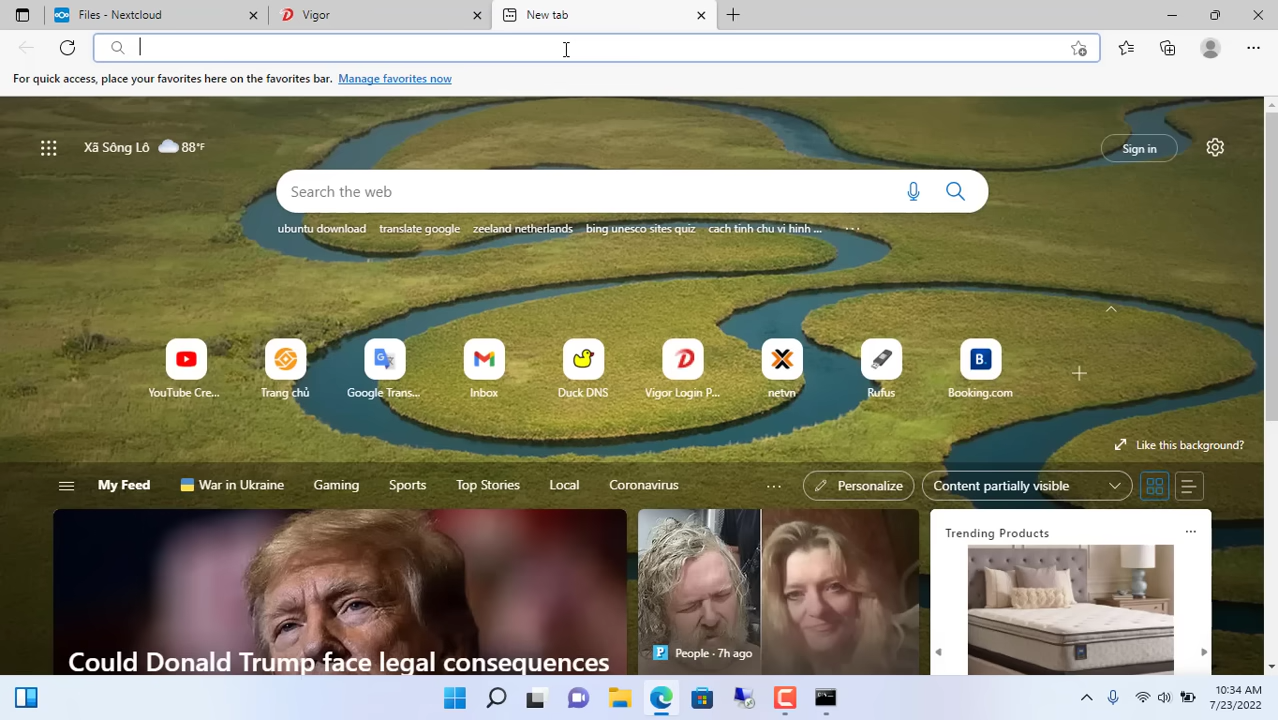 Files - Nextcloud
Vigor
New tab
For quick access, place your favorites here on the favorites bar. Manage favorites now
Xã Sông Lô 88°F
Sign in
Search the web
ubuntu download translate google zeeland netherlands bing unesco sites quiz cach tinh chu vi hinh ... ...
YouTube Cre...
Trang chủ
Google Trans...
Inbox
Duck DNS
Vigor Login P...
netvn
Rufus
Booking.com
Like this background?
My Feed War in Ukraine Gaming Sports Top Stories Local Coronavirus ... Personalize Content partially visible
Could Donald Trump face legal consequences
People · 7h ago
Trending Products ...
10:34 AM
7/23/2022